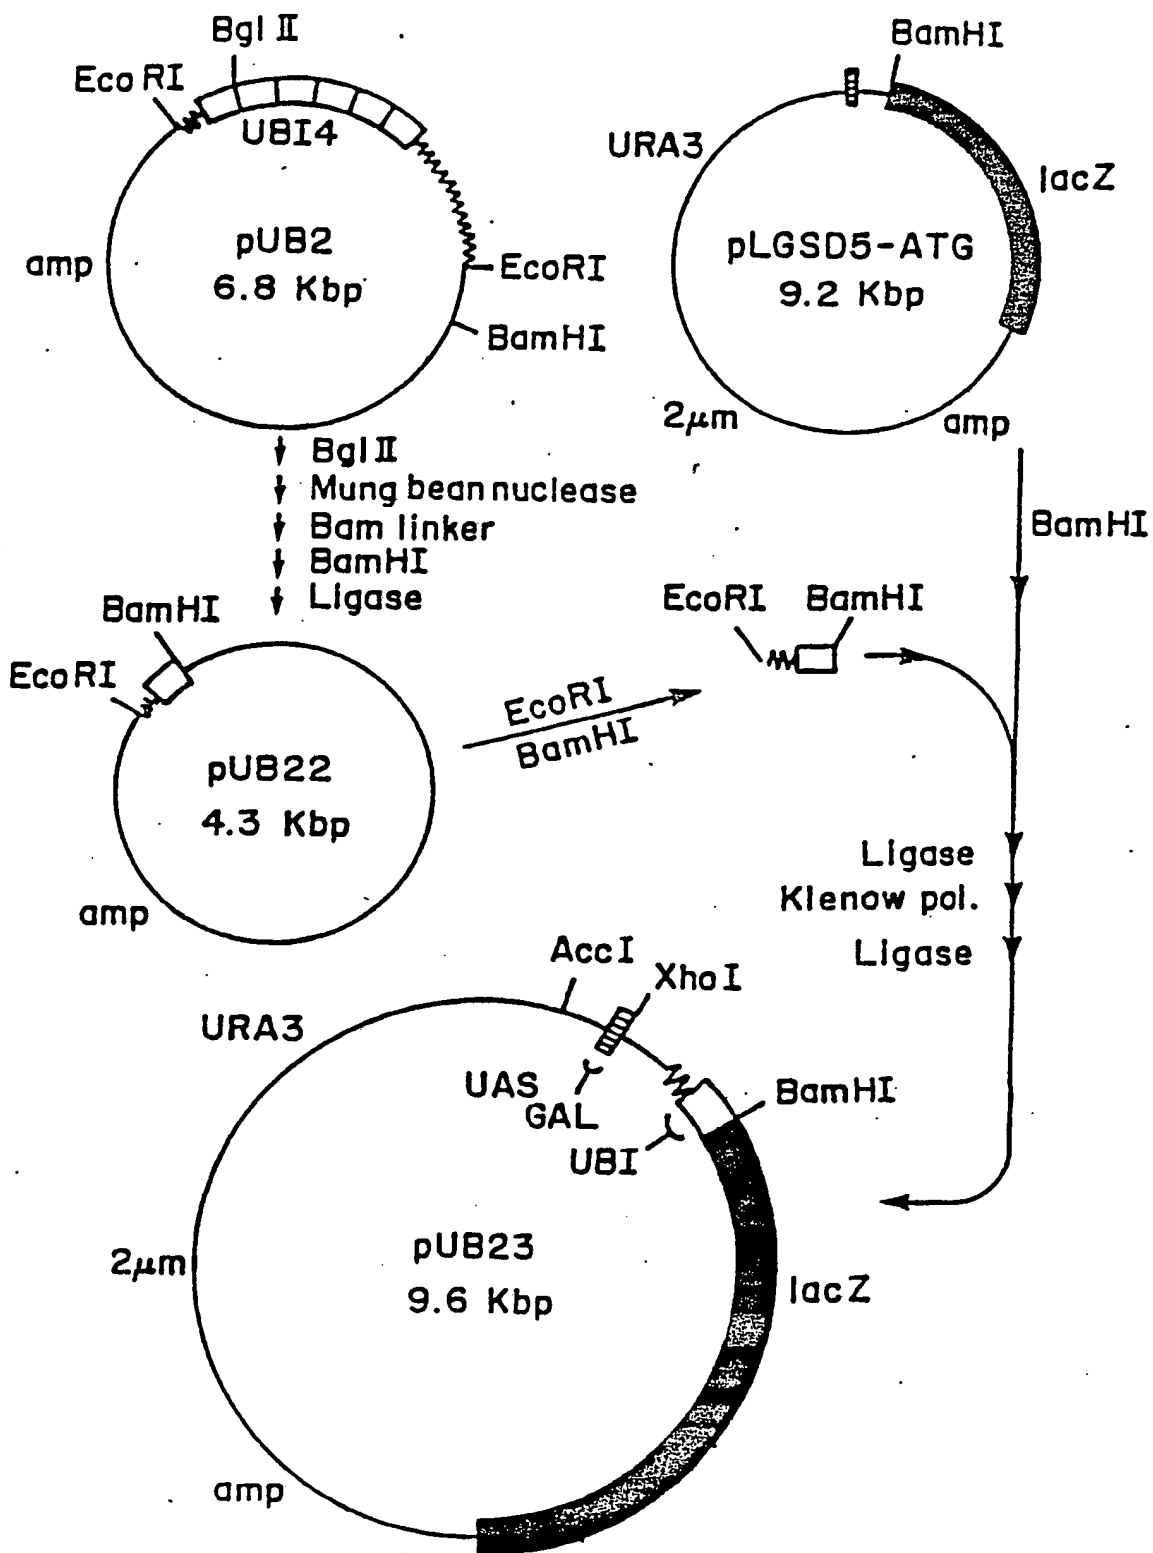 Bgl II
EcoRI
UBI4
pUB2
6.8 Kbp
amp
EcoRI
BamHI
BamHI
URA3
lacZ
pLGSD5-ATG
9.2 Kbp
2μm
amp
Bgl II
Mung bean nuclease
Bam linker
BamHI
Ligase
BamHI
BamHI
EcoRI
pUB22
4.3 Kbp
amp
EcoRI
BamHI
EcoRI BamHI
Ligase
Klenow pol.
Ligase
AccI
XhoI
URA3
UAS
GAL
UBI
BamHI
2μm
pUB23
9.6 Kbp
lacZ
amp